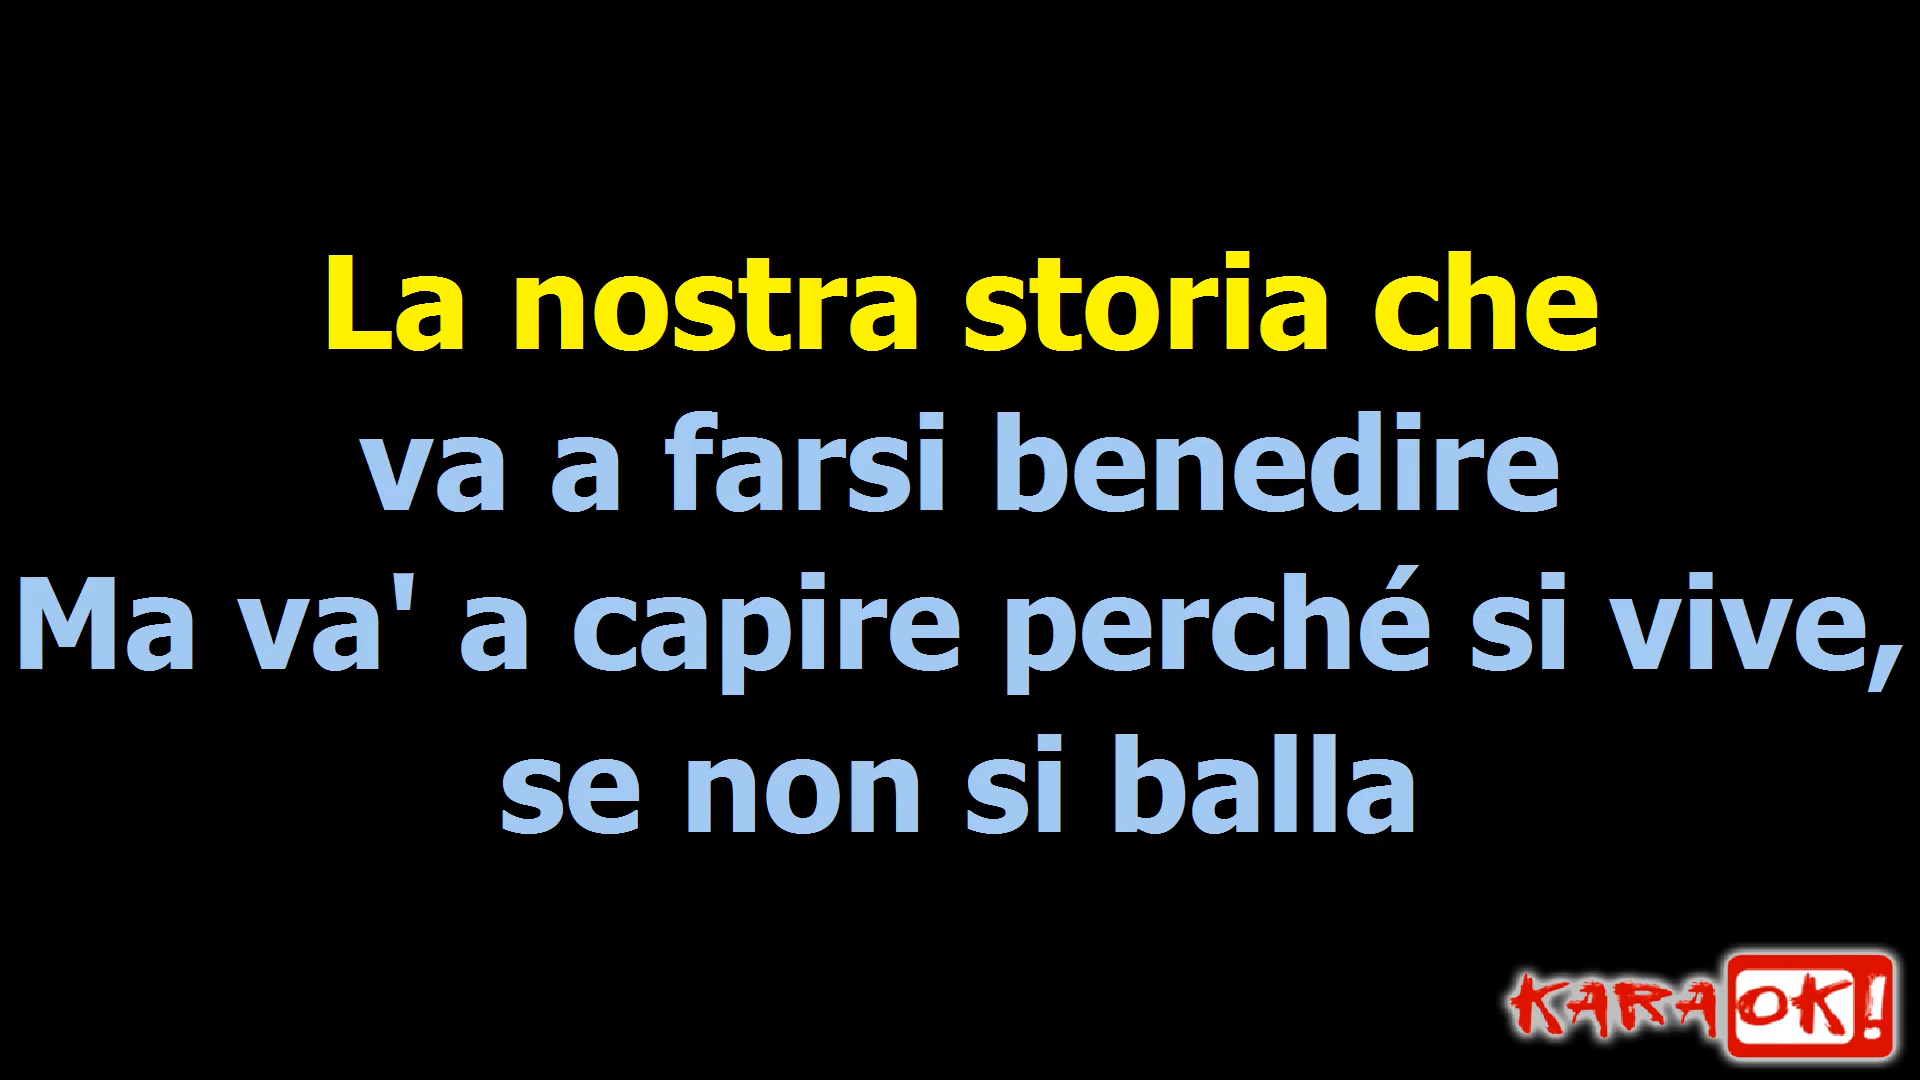 La nostra storia che
va a farsi benedire
Ma va' a capire perché si vive,
se non si balla
KARAOK!